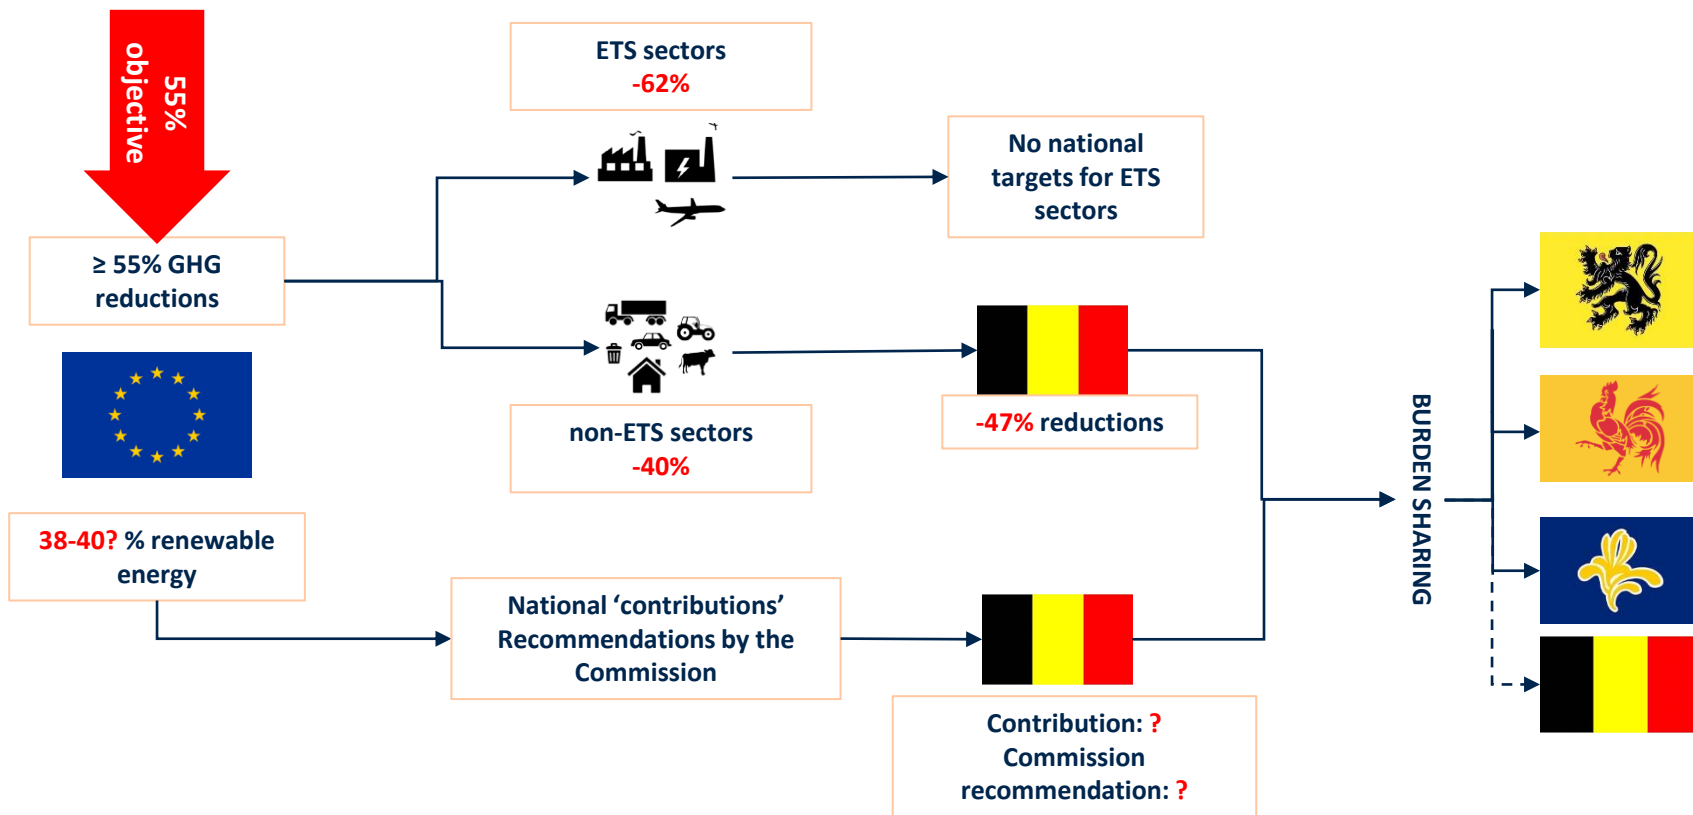 55%
objective
≥ 55% GHG
reductions
ETS sectors
-62%
No national
targets for ETS
sectors
non-ETS sectors
-40%
-47% reductions
38-40? % renewable
energy
National ‘contributions’
Recommendations by the
Commission
Contribution: ?
Commission
recommendation: ?
BURDEN SHARING